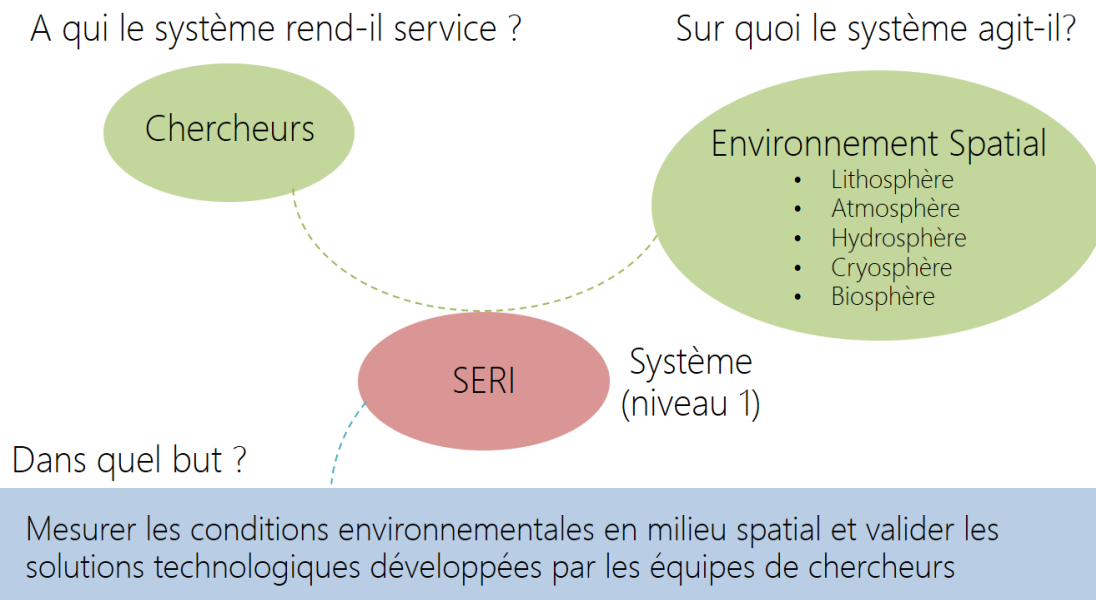 A qui le système rend-il service ?
Sur quoi le système agit-il?
Chercheurs
Environnement Spatial
• Lithosphère
• Atmosphère
• Hydrosphère
• Cryosphère
• Biosphère
SERI
Système
(niveau 1)
Dans quel but ?
Mesurer les conditions environnementales en milieu spatial et valider les
solutions technologiques développées par les équipes de chercheurs